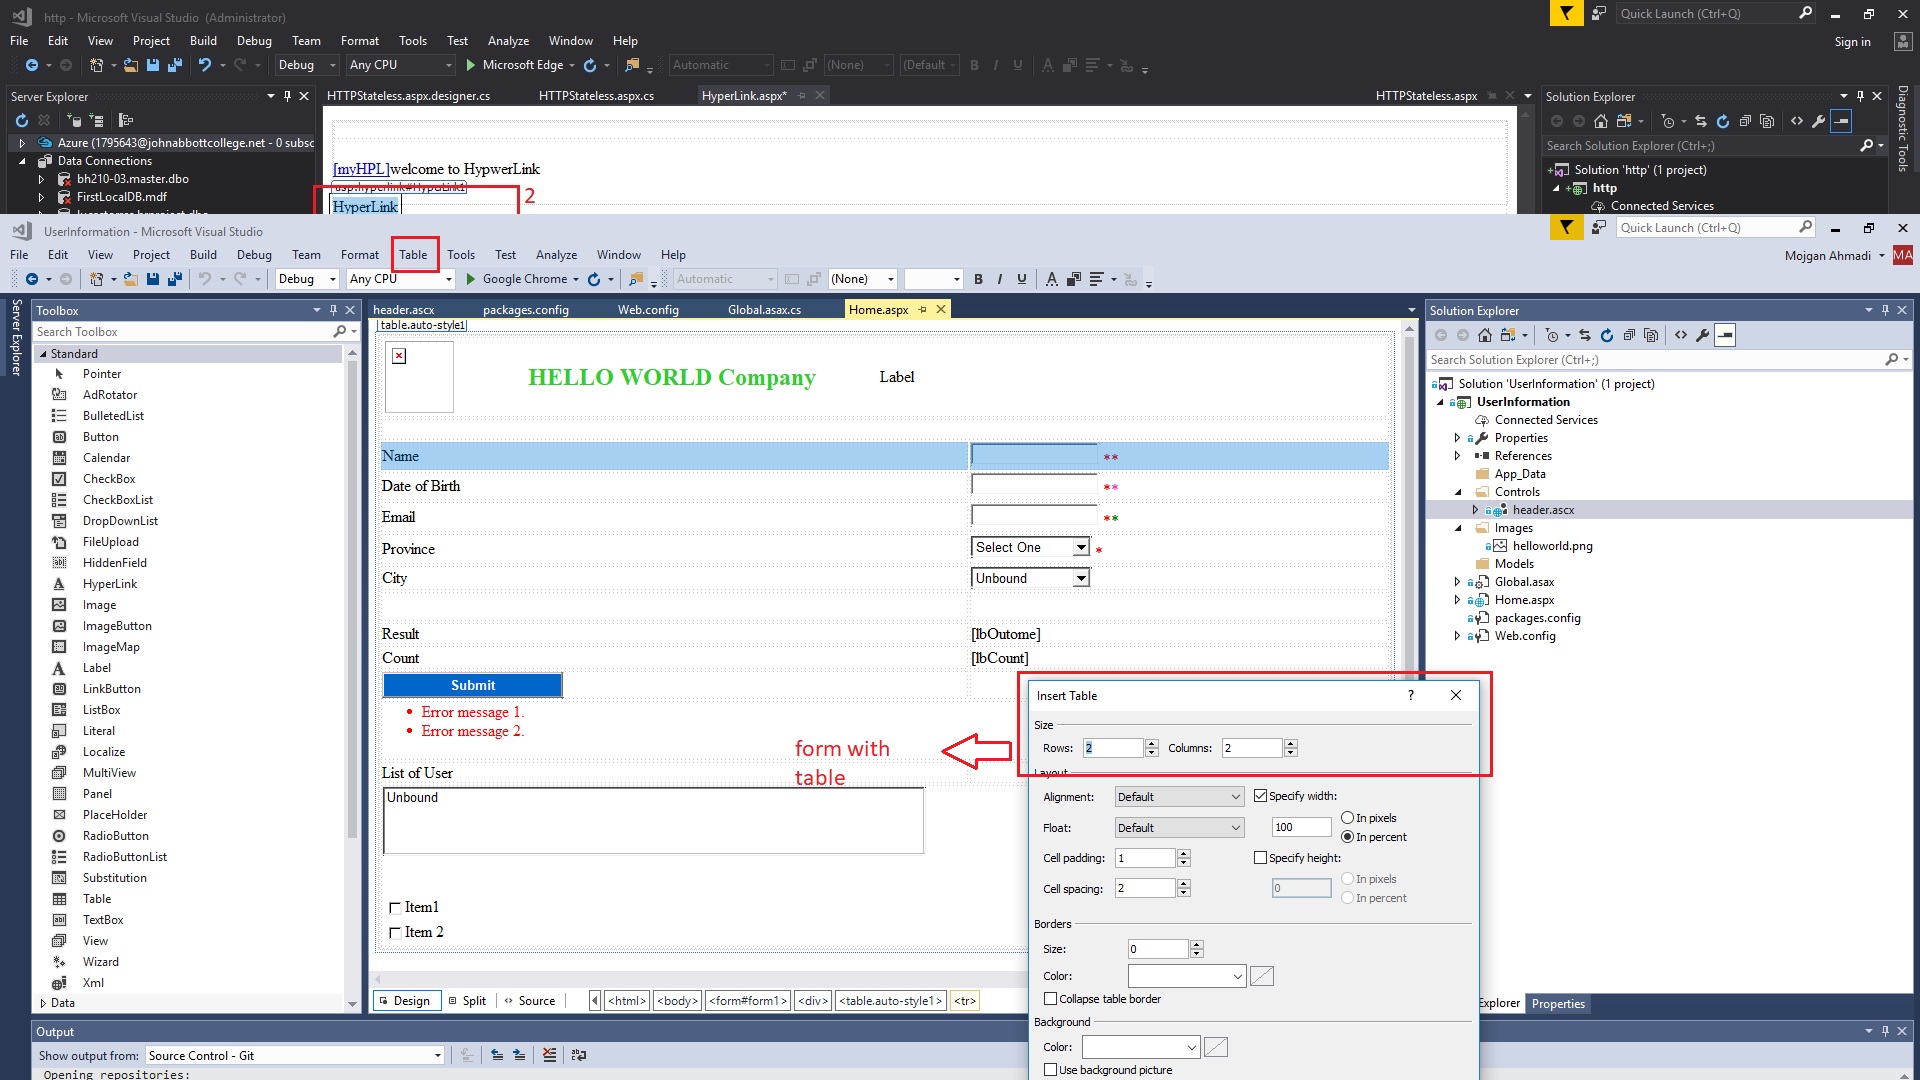 http - Microsoft Visual Studio (Administrator)
Quick Launch (Ctrl+Q)
File Edit View Project Build Debug Team Format Tools Test Analyze Window Help
Sign in
Debug Any CPU Microsoft Edge Automatic (None) (Default
Server Explorer
HTTPStateless.aspx.designer.cs HTTPStateless.aspx.cs HyperLink.aspx* HTTPStateless.aspx
Solution Explorer
Diagnostic Tools
Azure (1795643@johnabbottcollege.net - 0 subsc
Data Connections
bh210-03.master.dbo
FirstLocalDB.mdf
[myHPL]welcome to HypwerLink
asp:hyperlink#HyperLink1
HyperLink
2
Search Solution Explorer (Ctrl+;)
Solution 'http' (1 project)
http
Connected Services
UserInformation - Microsoft Visual Studio
Quick Launch (Ctrl+Q)
File Edit View Project Build Debug Team Format Table Tools Test Analyze Window Help
Mojgan Ahmadi
MA
Debug Any CPU Google Chrome Automatic (None)
Server Explorer
Toolbox
Search Toolbox
Standard
Pointer
AdRotator
BulletedList
Button
Calendar
CheckBox
CheckBoxList
DropDownList
FileUpload
HiddenField
HyperLink
Image
ImageButton
ImageMap
Label
LinkButton
ListBox
Literal
Localize
MultiView
Panel
PlaceHolder
RadioButton
RadioButtonList
Substitution
Table
TextBox
View
Wizard
Xml
Data
header.ascx packages.config Web.config Global.asax.cs Home.aspx
table.auto-style1
HELLO WORLD Company
Label
Name **
Date of Birth **
Email **
Province Select One *
City Unbound
Result [lbOutome]
Count [lbCount]
Submit
Error message 1.
Error message 2.
form with
table
List of User
Unbound
Item1
Item 2
Design Split Source <html> <body> <form#form1> <div> <table.auto-style1> <tr>
Insert Table
?
Size
Rows: 2 Columns: 2
Layout
Alignment: Default Specify width:
Float: Default 100 In pixels
In percent
Cell padding: 1 Specify height:
Cell spacing: 2 0 In pixels
In percent
Borders
Size: 0
Color:
Collapse table border
Background
Color:
Use background picture
Solution Explorer
Search Solution Explorer (Ctrl+;)
Solution 'UserInformation' (1 project)
UserInformation
Connected Services
Properties
References
App_Data
Controls
header.ascx
Images
helloworld.png
Models
Global.asax
Home.aspx
packages.config
Web.config
Explorer Properties
Output
Show output from: Source Control - Git
Opening repositories: